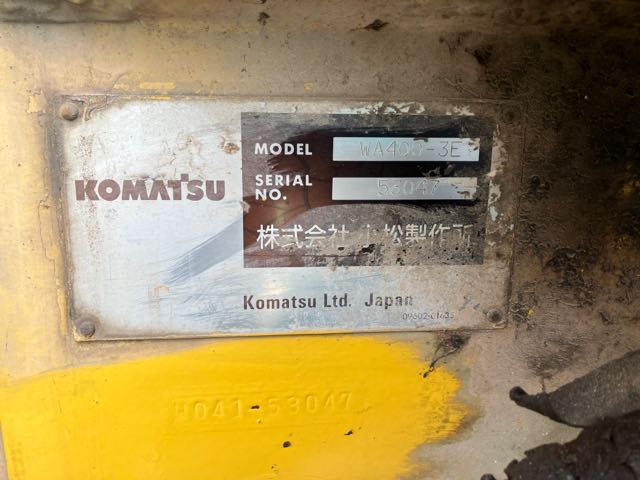 KOMATSU
MODEL WA400-3E
SERIAL NO. 53047
株式会社 小松製作所
Komatsu Ltd. Japan
W041-53047